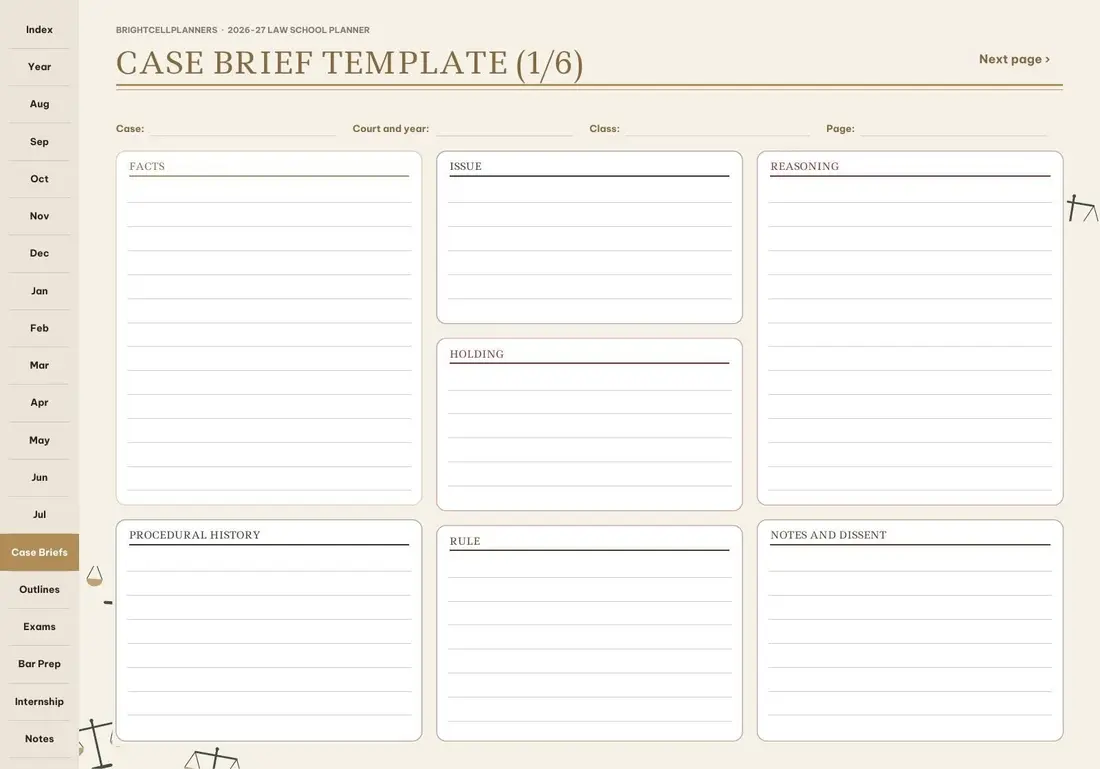 Index
Year
Aug
Sep
Oct
Nov
Dec
Jan
Feb
Mar
Apr
May
Jun
Jul
Case Briefs
Outlines
Exams
Bar Prep
Internship
Notes
BRIGHTCELLPLANNERS · 2026-27 LAW SCHOOL PLANNER
CASE BRIEF TEMPLATE (1/6)
Next page ›
Case: Court and year: Class: Page:
FACTS
PROCEDURAL HISTORY
ISSUE
HOLDING
RULE
REASONING
NOTES AND DISSENT